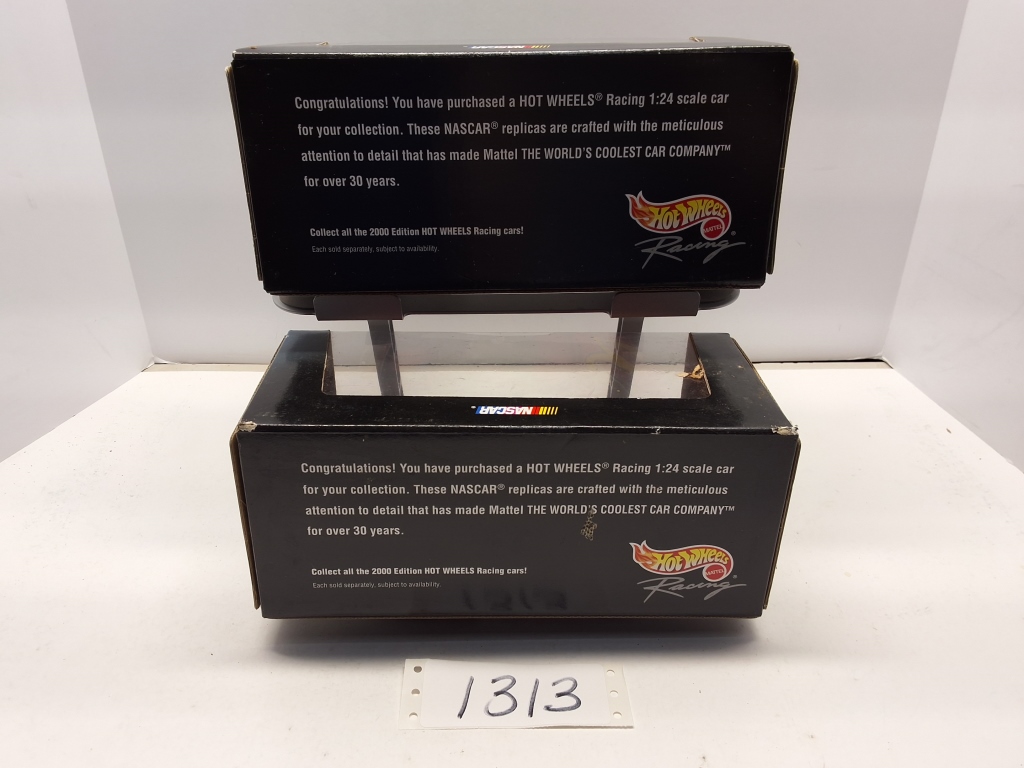 NASCAR
Congratulations! You have purchased a HOT WHEELS® Racing 1:24 scale car
for your collection. These NASCAR® replicas are crafted with the meticulous
attention to detail that has made Mattel THE WORLD'S COOLEST CAR COMPANY™
for over 30 years.
Collect all the 2000 Edition HOT WHEELS Racing cars!
Each sold separately, subject to availability.
Hot Wheels®
MATTEL
Racing
NASCAR
Congratulations! You have purchased a HOT WHEELS® Racing 1:24 scale car
for your collection. These NASCAR® replicas are crafted with the meticulous
attention to detail that has made Mattel THE WORLD'S COOLEST CAR COMPANY™
for over 30 years.
Collect all the 2000 Edition HOT WHEELS Racing cars!
Each sold separately, subject to availability.
Hot Wheels®
MATTEL
Racing
1313